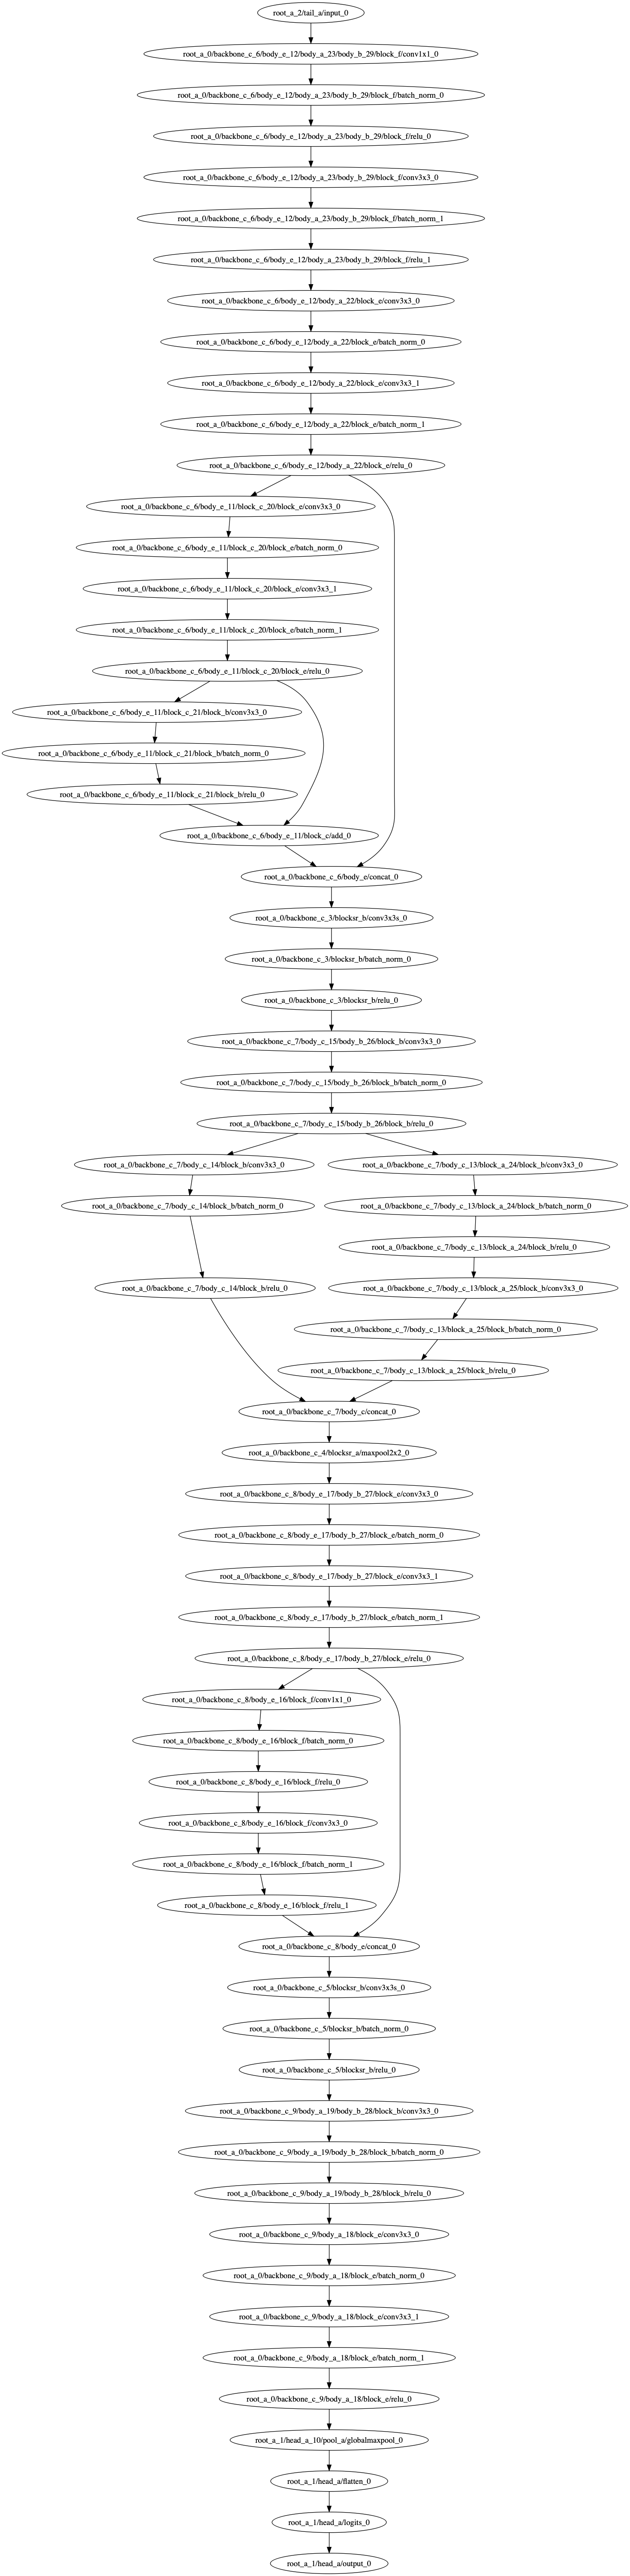 root_a_2/tail_a/input_0
root_a_0/backbone_c_6/body_e_12/body_a_23/body_b_29/block_f/conv1x1_0
root_a_0/backbone_c_6/body_e_12/body_a_23/body_b_29/block_f/batch_norm_0
root_a_0/backbone_c_6/body_e_12/body_a_23/body_b_29/block_f/relu_0
root_a_0/backbone_c_6/body_e_12/body_a_23/body_b_29/block_f/conv3x3_0
root_a_0/backbone_c_6/body_e_12/body_a_23/body_b_29/block_f/batch_norm_1
root_a_0/backbone_c_6/body_e_12/body_a_23/body_b_29/block_f/relu_1
root_a_0/backbone_c_6/body_e_12/body_a_22/block_e/conv3x3_0
root_a_0/backbone_c_6/body_e_12/body_a_22/block_e/batch_norm_0
root_a_0/backbone_c_6/body_e_12/body_a_22/block_e/conv3x3_1
root_a_0/backbone_c_6/body_e_12/body_a_22/block_e/batch_norm_1
root_a_0/backbone_c_6/body_e_12/body_a_22/block_e/relu_0
root_a_0/backbone_c_6/body_e_11/block_c_20/block_e/conv3x3_0
root_a_0/backbone_c_6/body_e_11/block_c_20/block_e/batch_norm_0
root_a_0/backbone_c_6/body_e_11/block_c_20/block_e/conv3x3_1
root_a_0/backbone_c_6/body_e_11/block_c_20/block_e/batch_norm_1
root_a_0/backbone_c_6/body_e_11/block_c_20/block_e/relu_0
root_a_0/backbone_c_6/body_e_11/block_c_21/block_b/conv3x3_0
root_a_0/backbone_c_6/body_e_11/block_c_21/block_b/batch_norm_0
root_a_0/backbone_c_6/body_e_11/block_c_21/block_b/relu_0
root_a_0/backbone_c_6/body_e_11/block_c/add_0
root_a_0/backbone_c_6/body_e/concat_0
root_a_0/backbone_c_3/blocksr_b/conv3x3s_0
root_a_0/backbone_c_3/blocksr_b/batch_norm_0
root_a_0/backbone_c_3/blocksr_b/relu_0
root_a_0/backbone_c_7/body_c_15/body_b_26/block_b/conv3x3_0
root_a_0/backbone_c_7/body_c_15/body_b_26/block_b/batch_norm_0
root_a_0/backbone_c_7/body_c_15/body_b_26/block_b/relu_0
root_a_0/backbone_c_7/body_c_14/block_b/conv3x3_0
root_a_0/backbone_c_7/body_c_13/block_a_24/block_b/conv3x3_0
root_a_0/backbone_c_7/body_c_14/block_b/batch_norm_0
root_a_0/backbone_c_7/body_c_13/block_a_24/block_b/batch_norm_0
root_a_0/backbone_c_7/body_c_13/block_a_24/block_b/relu_0
root_a_0/backbone_c_7/body_c_14/block_b/relu_0
root_a_0/backbone_c_7/body_c_13/block_a_25/block_b/conv3x3_0
root_a_0/backbone_c_7/body_c_13/block_a_25/block_b/batch_norm_0
root_a_0/backbone_c_7/body_c_13/block_a_25/block_b/relu_0
root_a_0/backbone_c_7/body_c/concat_0
root_a_0/backbone_c_4/blocksr_a/maxpool2x2_0
root_a_0/backbone_c_8/body_e_17/body_b_27/block_e/conv3x3_0
root_a_0/backbone_c_8/body_e_17/body_b_27/block_e/batch_norm_0
root_a_0/backbone_c_8/body_e_17/body_b_27/block_e/conv3x3_1
root_a_0/backbone_c_8/body_e_17/body_b_27/block_e/batch_norm_1
root_a_0/backbone_c_8/body_e_17/body_b_27/block_e/relu_0
root_a_0/backbone_c_8/body_e_16/block_f/conv1x1_0
root_a_0/backbone_c_8/body_e_16/block_f/batch_norm_0
root_a_0/backbone_c_8/body_e_16/block_f/relu_0
root_a_0/backbone_c_8/body_e_16/block_f/conv3x3_0
root_a_0/backbone_c_8/body_e_16/block_f/batch_norm_1
root_a_0/backbone_c_8/body_e_16/block_f/relu_1
root_a_0/backbone_c_8/body_e/concat_0
root_a_0/backbone_c_5/blocksr_b/conv3x3s_0
root_a_0/backbone_c_5/blocksr_b/batch_norm_0
root_a_0/backbone_c_5/blocksr_b/relu_0
root_a_0/backbone_c_9/body_a_19/body_b_28/block_b/conv3x3_0
root_a_0/backbone_c_9/body_a_19/body_b_28/block_b/batch_norm_0
root_a_0/backbone_c_9/body_a_19/body_b_28/block_b/relu_0
root_a_0/backbone_c_9/body_a_18/block_e/conv3x3_0
root_a_0/backbone_c_9/body_a_18/block_e/batch_norm_0
root_a_0/backbone_c_9/body_a_18/block_e/conv3x3_1
root_a_0/backbone_c_9/body_a_18/block_e/batch_norm_1
root_a_0/backbone_c_9/body_a_18/block_e/relu_0
root_a_1/head_a_10/pool_a/globalmaxpool_0
root_a_1/head_a/flatten_0
root_a_1/head_a/logits_0
root_a_1/head_a/output_0